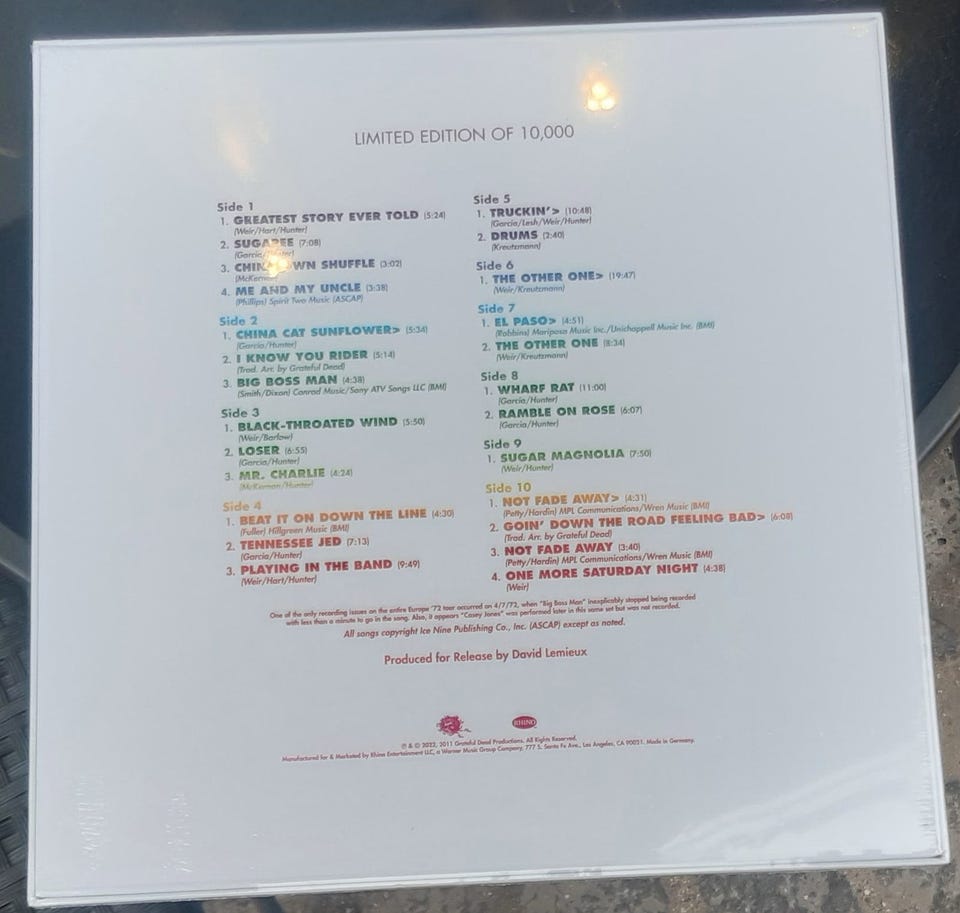 LIMITED EDITION OF 10,000
Side 1
1. GREATEST STORY EVER TOLD (5:24)
(Weir/Hart/Hunter)
2. SUGAREE (7:08)
(Garcia/Hunter)
3. CHINATOWN SHUFFLE (3:02)
(McKernan)
4. ME AND MY UNCLE (3:38)
(Phillips) Spirit Two Music (ASCAP)
Side 2
1. CHINA CAT SUNFLOWER> (5:34)
(Garcia/Hunter)
2. I KNOW YOU RIDER (5:14)
(Trad. Arr. by Grateful Dead)
3. BIG BOSS MAN (4:38)
(Smith/Dixon) Conrad Music/Sony ATV Songs LLC (BMI)
Side 3
1. BLACK-THROATED WIND (5:50)
(Weir/Barlow)
2. LOSER (6:55)
(Garcia/Hunter)
3. MR. CHARLIE (4:24)
(McKernan/Hunter)
Side 4
1. BEAT IT ON DOWN THE LINE (4:30)
(Fuller) Hillgreen Music (BMI)
2. TENNESSEE JED (7:13)
(Garcia/Hunter)
3. PLAYING IN THE BAND (9:49)
(Weir/Hart/Hunter)
Side 5
1. TRUCKIN'> (10:48)
(Garcia/Lesh/Weir/Hunter)
2. DRUMS (2:40)
(Kreutzmann)
Side 6
1. THE OTHER ONE> (19:47)
(Weir/Kreutzmann)
Side 7
1. EL PASO> (4:51)
(Robbins) Mariposa Music Inc./Unichappell Music Inc. (BMI)
2. THE OTHER ONE (8:34)
(Weir/Kreutzmann)
Side 8
1. WHARF RAT (11:00)
(Garcia/Hunter)
2. RAMBLE ON ROSE (6:07)
(Garcia/Hunter)
Side 9
1. SUGAR MAGNOLIA (7:50)
(Weir/Hunter)
Side 10
1. NOT FADE AWAY> (4:31)
(Petty/Hardin) MPL Communications/Wren Music (BMI)
2. GOIN' DOWN THE ROAD FEELING BAD> (6:08)
(Trad. Arr. by Grateful Dead)
3. NOT FADE AWAY (3:40)
(Petty/Hardin) MPL Communications/Wren Music (BMI)
4. ONE MORE SATURDAY NIGHT (4:38)
(Weir)
One of the only recording issues on the entire Europe '72 tour occurred on 4/7/72, when "Big Boss Man" inexplicably stopped being recorded
with less than a minute to go in the song. Also, it appears "Casey Jones" was performed later in this same set but was not recorded.
All songs copyright Ice Nine Publishing Co., Inc. (ASCAP) except as noted.
Produced for Release by David Lemieux
RHINO
℗ & © 2022, 2011 Grateful Dead Productions. All Rights Reserved.
Manufactured for & Marketed by Rhino Entertainment LLC, a Warner Music Group Company, 777 S. Santa Fe Ave., Los Angeles, CA 90021. Made in Germany.